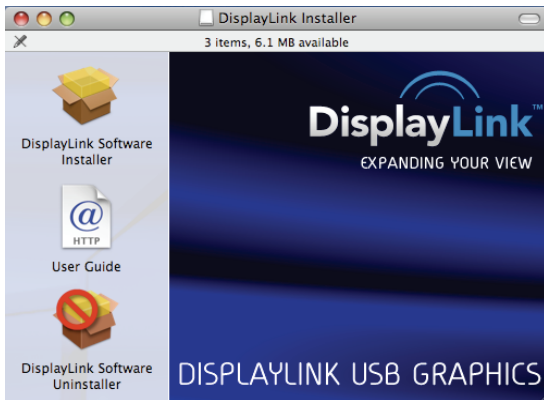 DisplayLink Installer
3 items, 6.1 MB available
DisplayLink Software
Installer
@
HTTP
User Guide
DisplayLink Software
Uninstaller
DisplayLink™
EXPANDING YOUR VIEW
DISPLAYLINK USB GRAPHICS